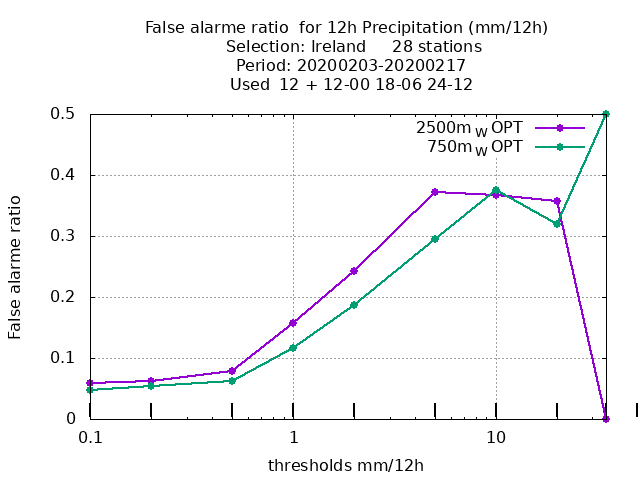 False alarme ratio  for 12h Precipitation (mm/12h)
Selection: Ireland     28 stations
Period: 20200203-20200217
Used  12 + 12-00 18-06 24-12
2500m W OPT
750m W OPT
0.5
0.4
0.3
0.2
0.1
0
False alarme ratio
0.1
1
10
thresholds mm/12h